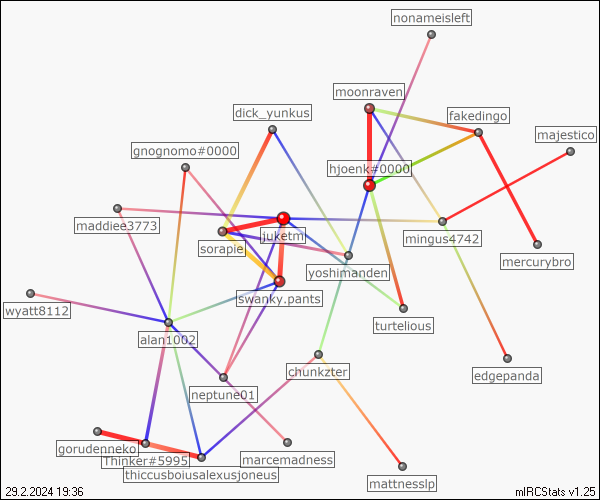 nonameisleft
moonraven
dick_yunkus
fakedingo
majestico
gnognomo#0000
hjoenk#0000
maddiee3773
juketm
mingus4742
sorapie
mercurybro
yoshimanden
swanky.pants
wyatt8112
turtelious
alan1002
chunkzter
edgepanda
neptune01
gorudenneko
Thinker#5995
marcemadness
thiccusboiusalexusjoneus
mattnesslp
29.2.2024 19:36
mIRCStats v1.25